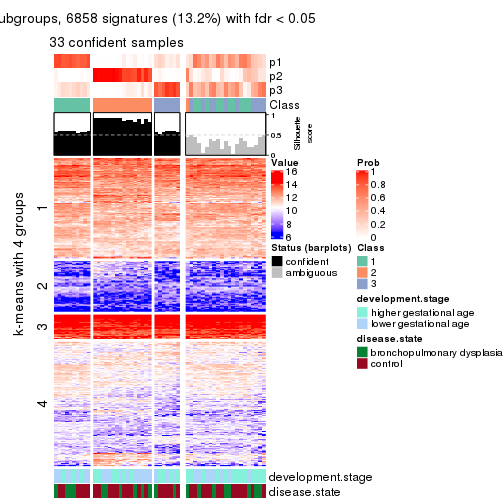 ubgroups, 6858 signatures (13.2%) with fdr < 0.05
33 confident samples
p1
p2
p3
Class
1
0.5
0
Silhouette
score
k-means with 4 groups
1
2
3
4
Value
16
14
12
10
8
6
Prob
1
0.8
0.6
0.4
0.2
0
Status (barplots)
confident
ambiguous
Class
1
2
3
development.stage
higher gestational age
lower gestational age
disease.state
bronchopulmonary dysplasia
control
development.stage
disease.state